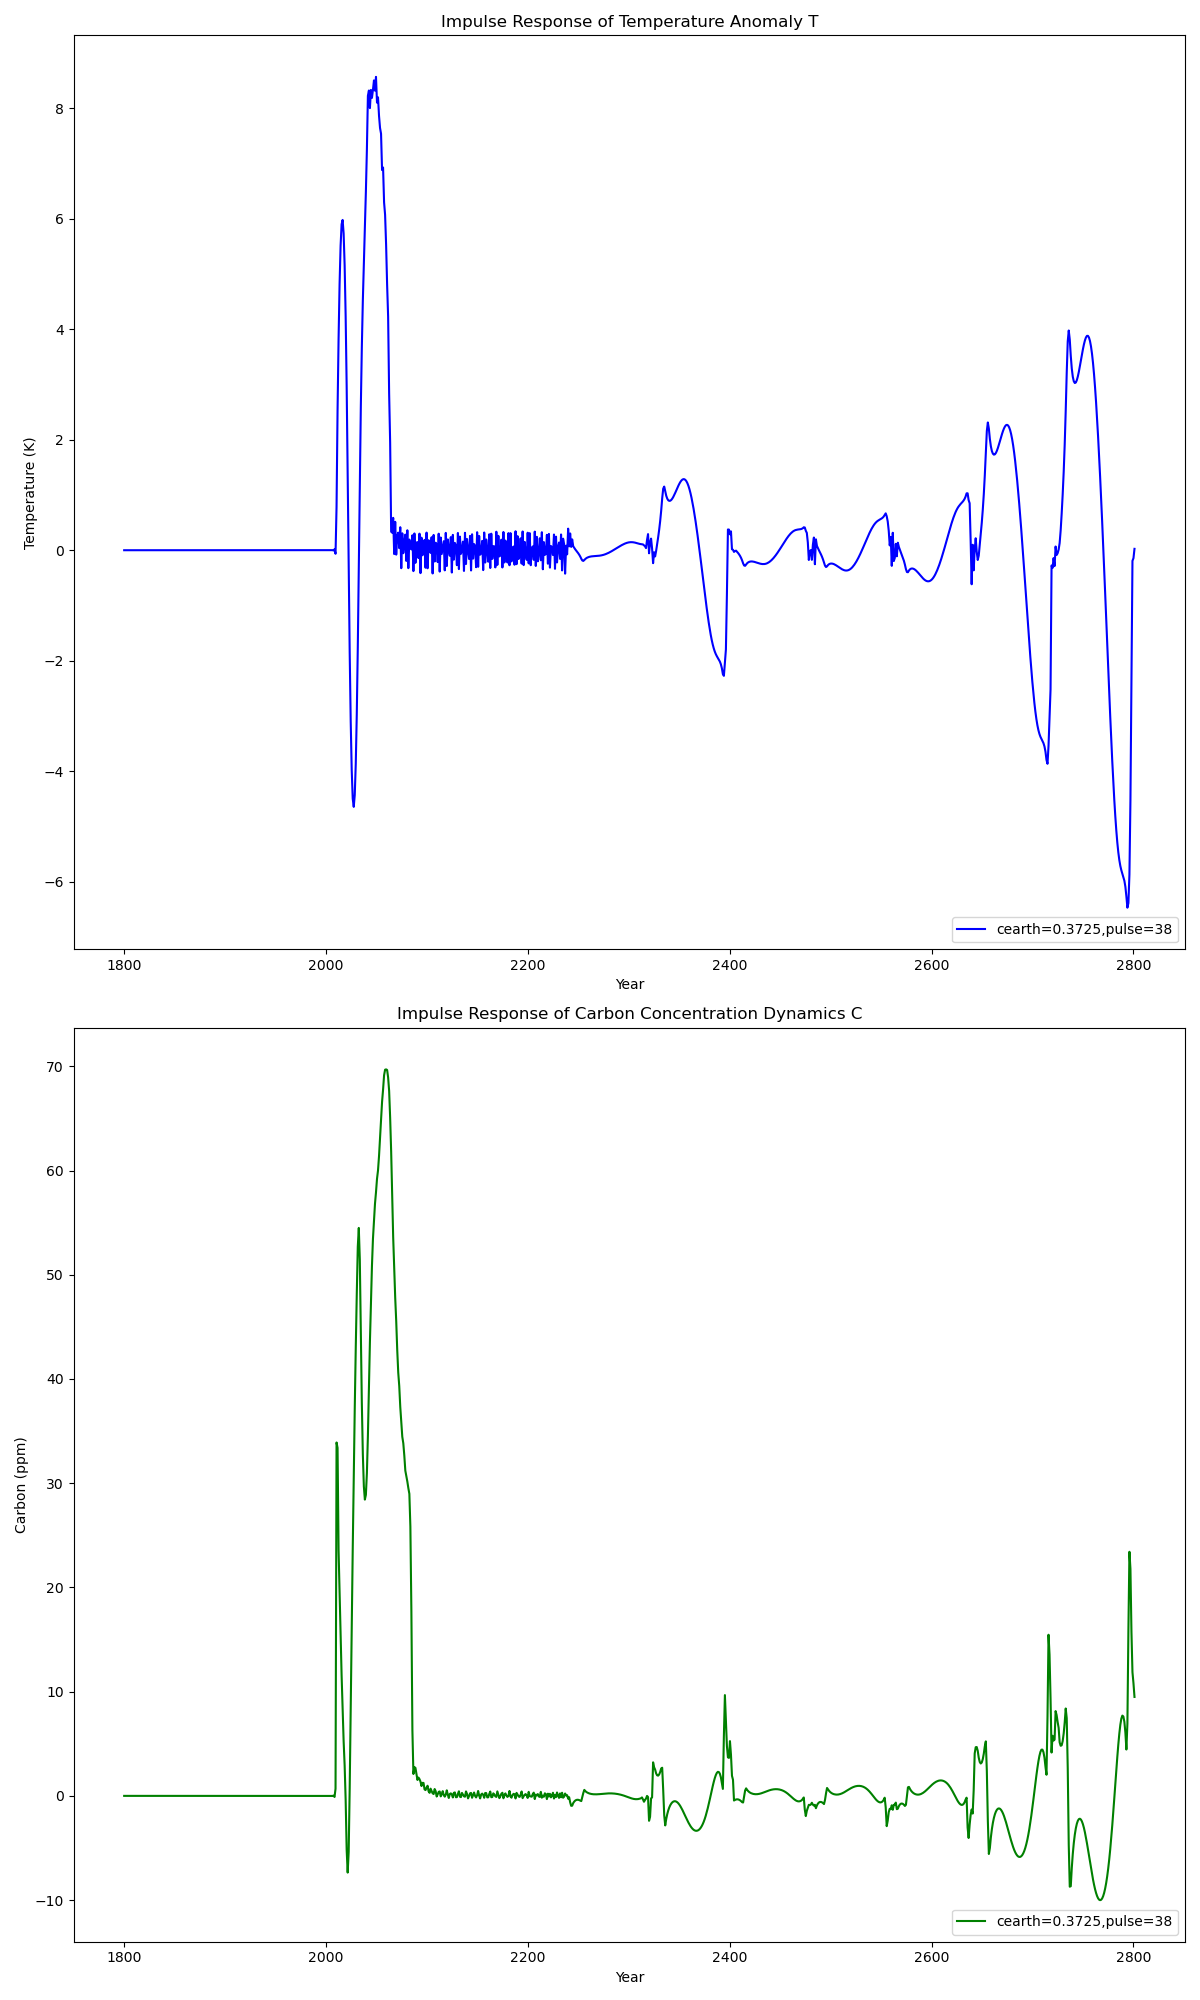 Impulse Response of Temperature Anomaly T
8
6
4
2
0
−2
−4
−6
Temperature (K)
1800 2000 2200 2400 2600 2800
Year
cearth=0.3725,pulse=38
Impulse Response of Carbon Concentration Dynamics C
70
60
50
40
30
20
10
0
−10
Carbon (ppm)
1800 2000 2200 2400 2600 2800
Year
cearth=0.3725,pulse=38